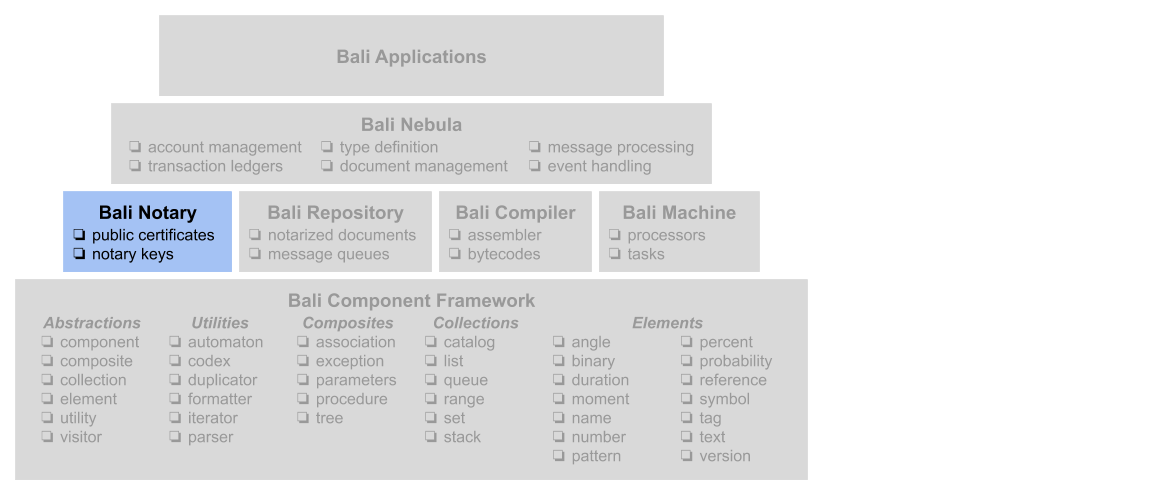 Bali Applications
Bali Nebula
❏ account management ❏ type definition ❏ message processing
❏ transaction ledgers ❏ document management ❏ event handling
Bali Notary Bali Repository Bali Compiler Bali Machine
❏ public certificates ❏ notarized documents ❏ assembler ❏ processors
❏ notary keys ❏ message queues ❏ bytecodes ❏ tasks
Bali Component Framework
Abstractions Utilities Composites Collections Elements
❏ component ❏ automaton ❏ association ❏ catalog ❏ angle ❏ percent
❏ composite ❏ codex ❏ exception ❏ list ❏ binary ❏ probability
❏ collection ❏ duplicator ❏ parameters ❏ queue ❏ duration ❏ reference
❏ element ❏ formatter ❏ procedure ❏ range ❏ moment ❏ symbol
❏ utility ❏ iterator ❏ tree ❏ set ❏ name ❏ tag
❏ visitor ❏ parser ❏ stack ❏ number ❏ text
❏ pattern ❏ version